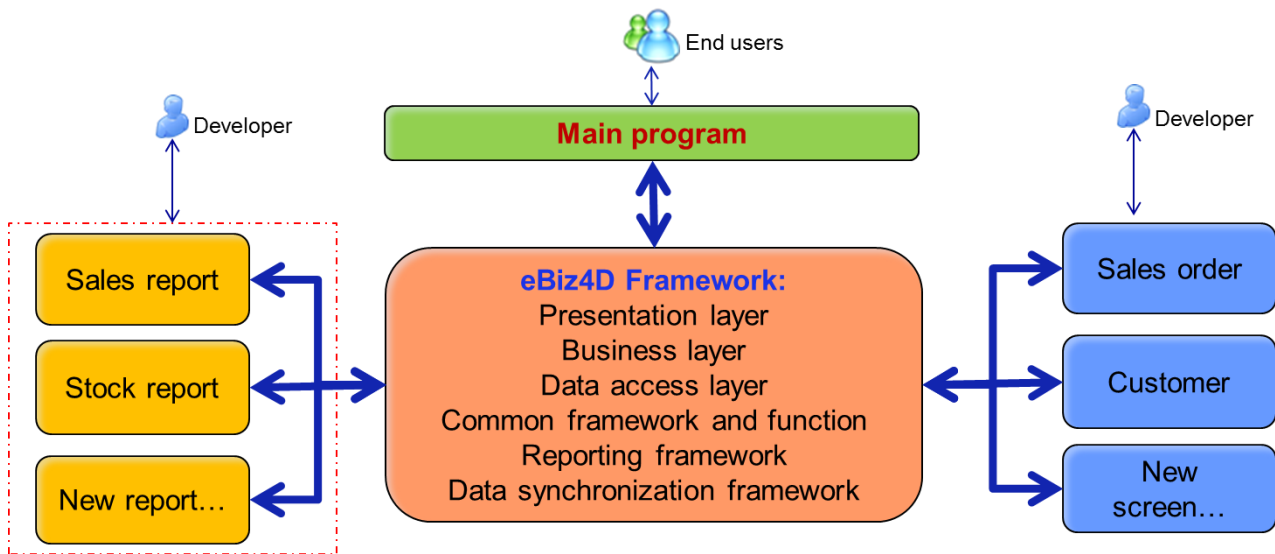 End users
Developer
Main program
Developer
Sales report
Stock report
New report…
eBiz4D Framework:
Presentation layer
Business layer
Data access layer
Common framework and function
Reporting framework
Data synchronization framework
Sales order
Customer
New
screen…